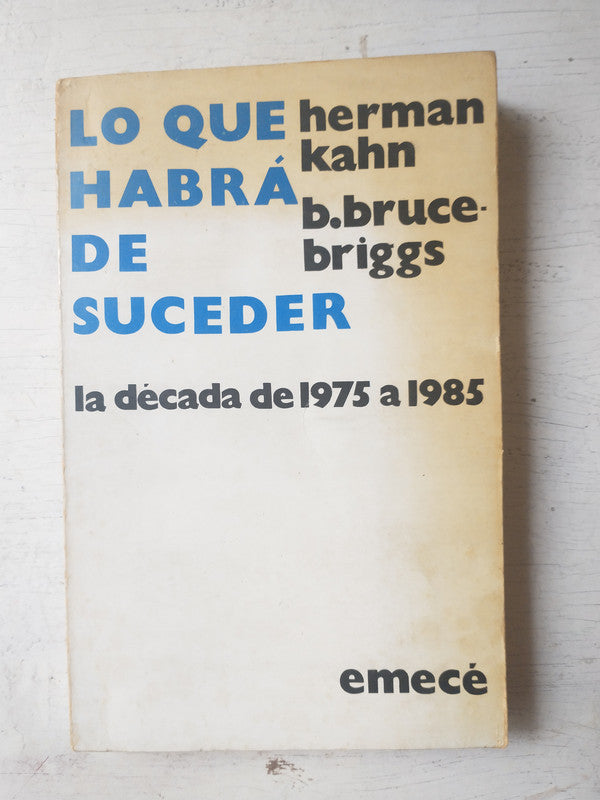 LO QUE
HABRÁ
DE
SUCEDER
herman
kahn
b.bruce-
briggs
la década de 1975 a 1985
emecé